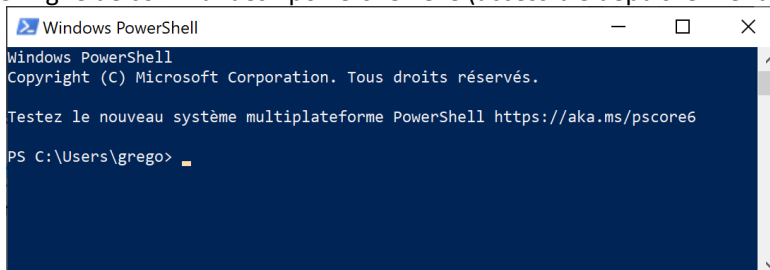 Windows PowerShell
Windows PowerShell
Copyright (C) Microsoft Corporation. Tous droits réservés.
Testez le nouveau système multiplateforme PowerShell https://aka.ms/pscore6
PS C:\Users\grego>